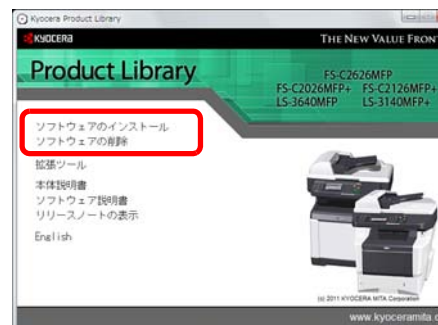 Kyocera Product Library
KYOCERA
THE NEW VALUE FRON
Product Library
FS-C2626MFP
FS-C2026MFP+ FS-C2126MFP+
LS-3640MFP LS-3140MFP+
ソフトウェアのインストール
ソフトウェアの削除
拡張ツール
本体説明書
ソフトウェア説明書
リリースノートの表示
English
(c) 2011 KYOCERA MITA Corporation
www.kyoceramita.c